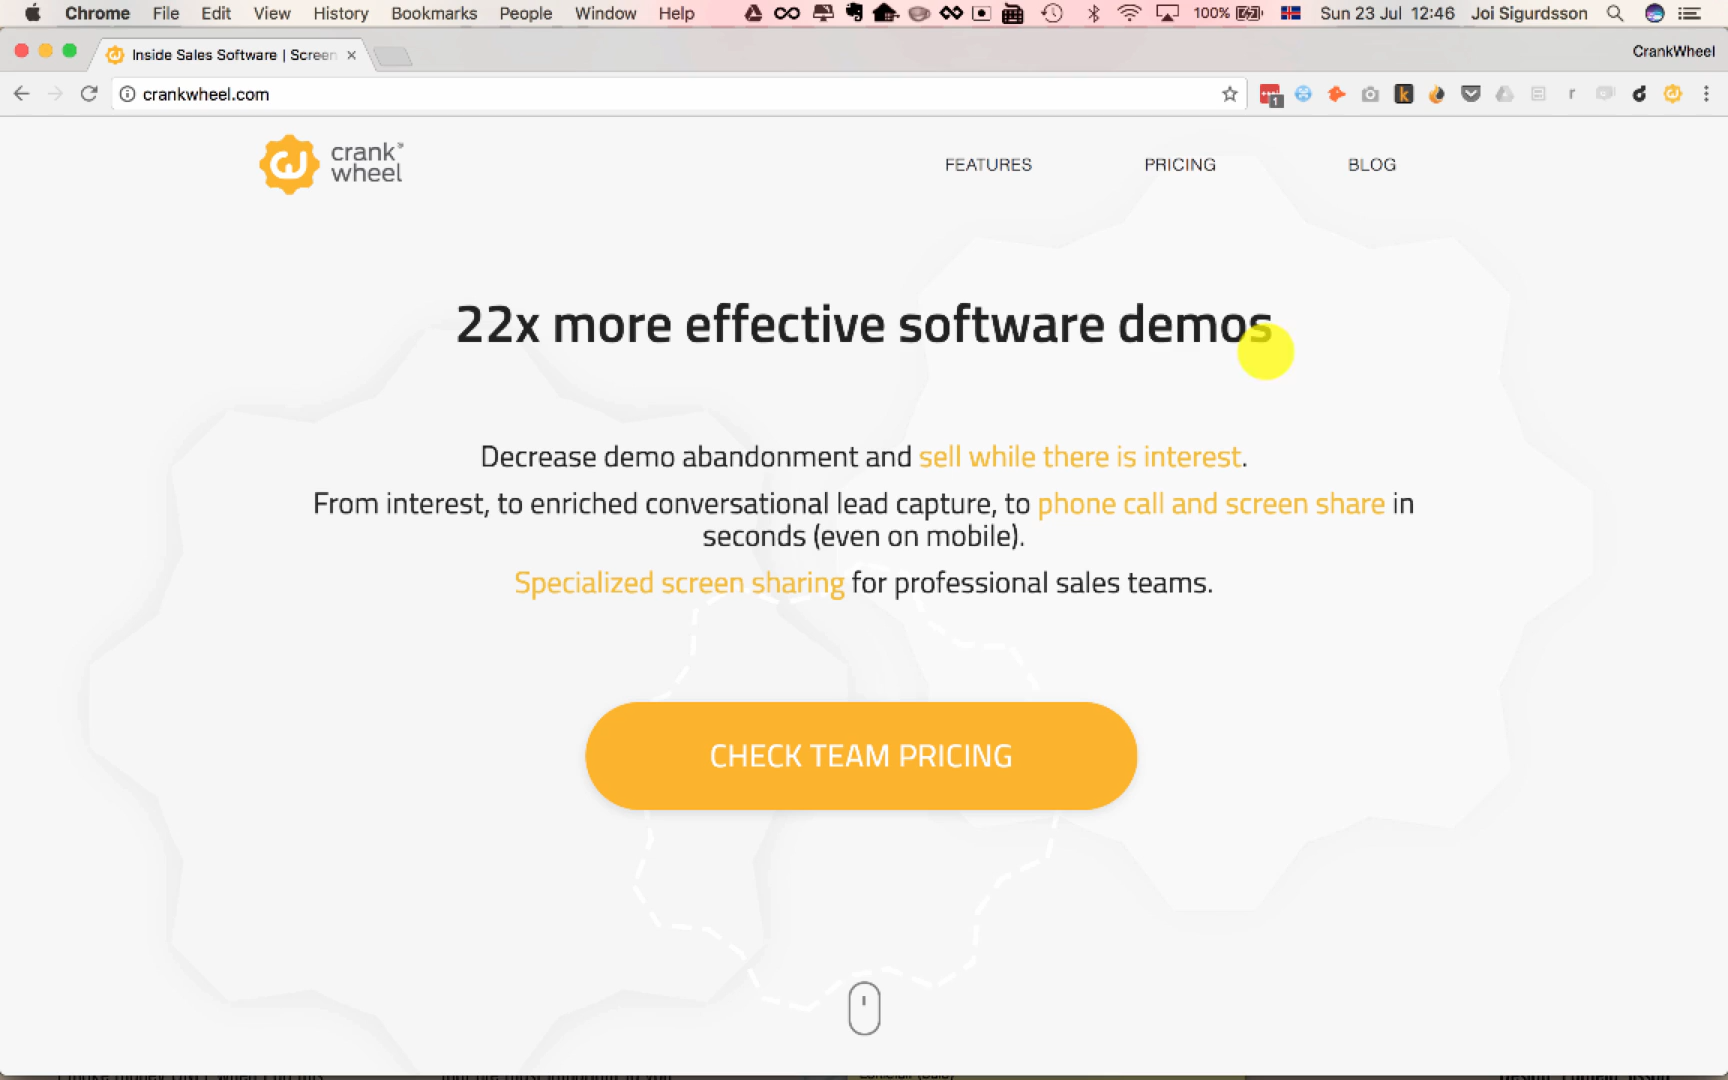 Chrome File Edit View History Bookmarks People Window Help 100% Sun 23 Jul 12:46 Joi Sigurdsson
Inside Sales Software | Screen
CrankWheel
crankwheel.com
1
k
r
crank
wheel
FEATURES PRICING BLOG
22x more effective software demos
Decrease demo abandonment and sell while there is interest.
From interest, to enriched conversational lead capture, to phone call and screen share in
seconds (even on mobile).
Specialized screen sharing for professional sales teams.
CHECK TEAM PRICING